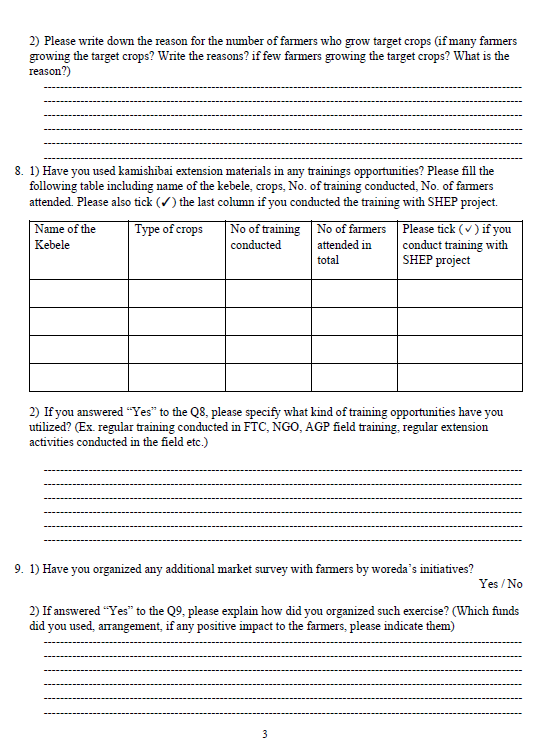 2) Please write down the reason for the number of farmers who grow target crops (if many farmers
growing the target crops? Write the reasons? if few farmers growing the target crops? What is the
reason?)
8. 1) Have you used kamishibai extension materials in any trainings opportunities? Please fill the
following table including name of the kebele, crops, No. of training conducted, No. of farmers
attended. Please also tick (✓) the last column if you conducted the training with SHEP project.
Name of the Kebele
Type of crops
No of training conducted
No of farmers attended in total
Please tick (✓) if you conduct training with SHEP project
2) If you answered “Yes” to the Q8, please specify what kind of training opportunities have you
utilized? (Ex. regular training conducted in FTC, NGO, AGP field training, regular extension
activities conducted in the field etc.)
9. 1) Have you organized any additional market survey with farmers by woreda’s initiatives?
Yes / No
2) If answered “Yes” to the Q9, please explain how did you organized such exercise? (Which funds
did you used, arrangement, if any positive impact to the farmers, please indicate them)
3